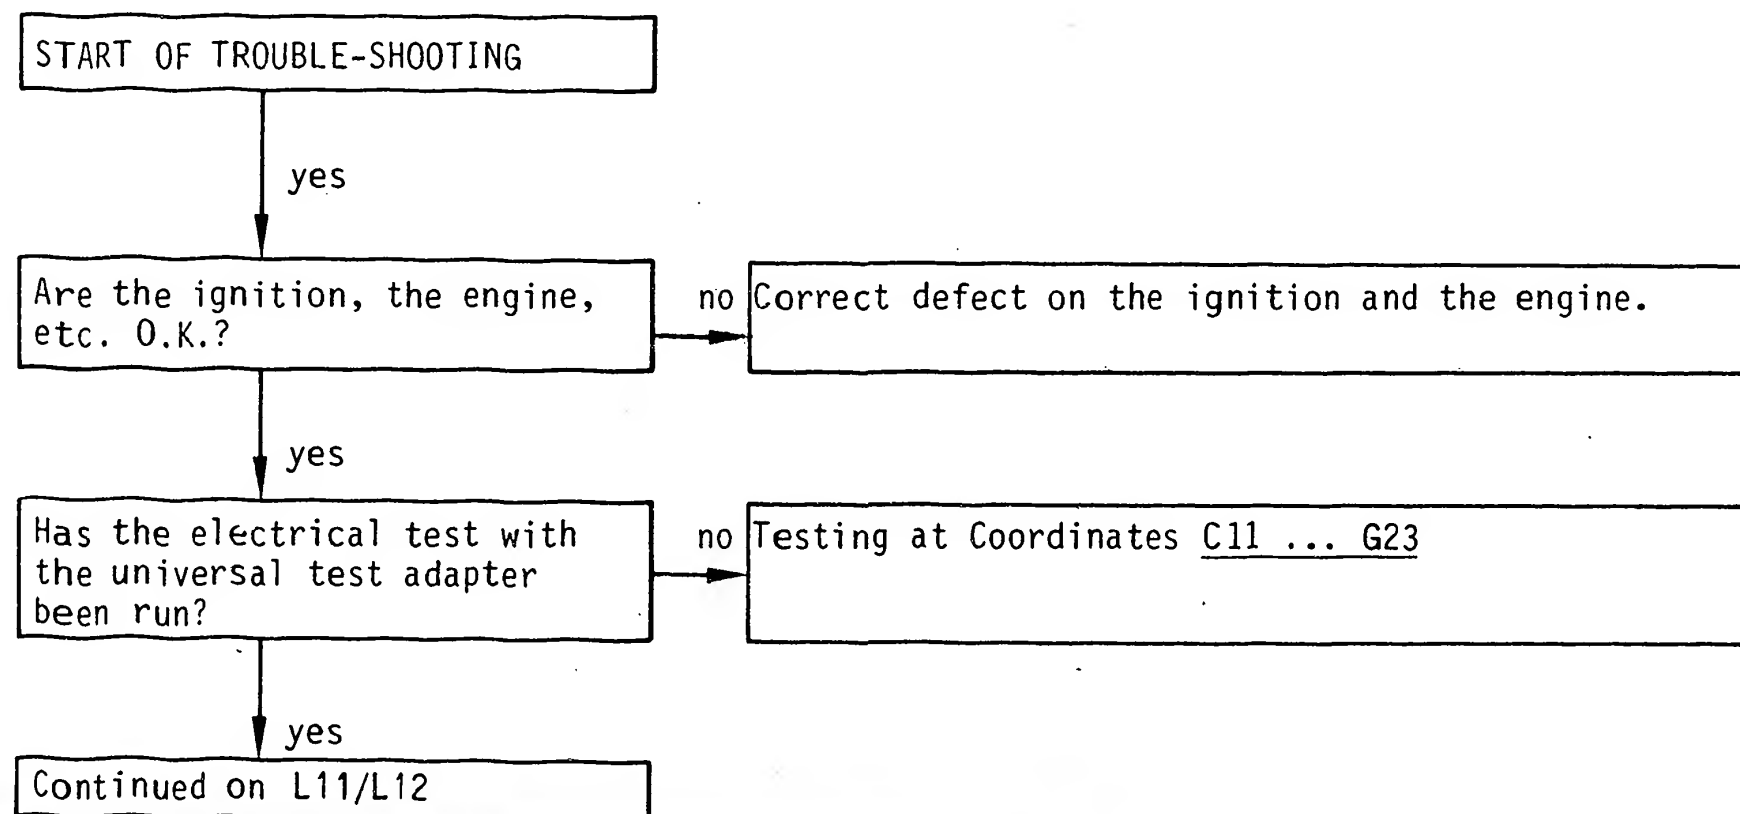 START OF TROUBLE-SHOOTING
yes
Are the ignition, the engine,
etc. O.K.?
no
Correct defect on the ignition and the engine.
yes
Has the electrical test with
the universal test adapter
been run?
no
Testing at Coordinates C11 ... G23
yes
Continued on L11/L12